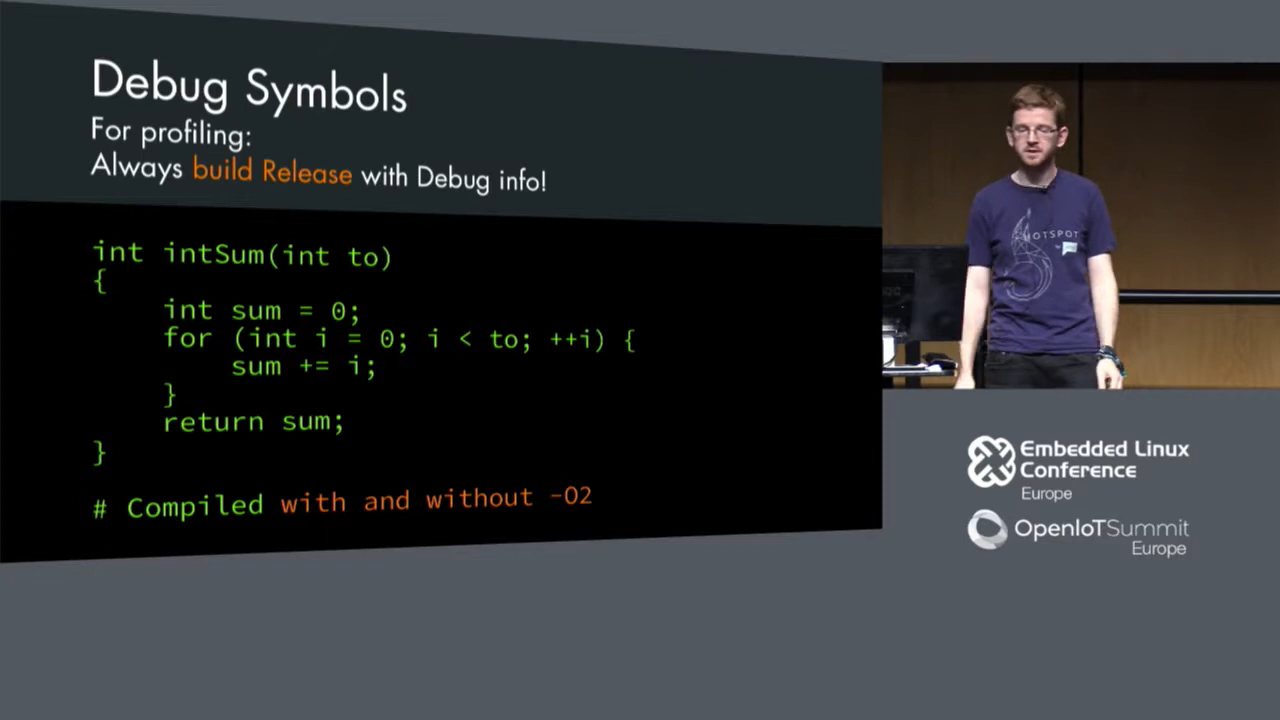 Debug Symbols
For profiling:
Always build Release with Debug info!
int intSum(int to)
{
int sum = 0;
for (int i = 0; i < to; ++i) {
sum += i;
}
return sum;
}
# Compiled with and without -O2
HOTSPOT
Embedded Linux
Conference
Europe
OpenIoTSummit
Europe